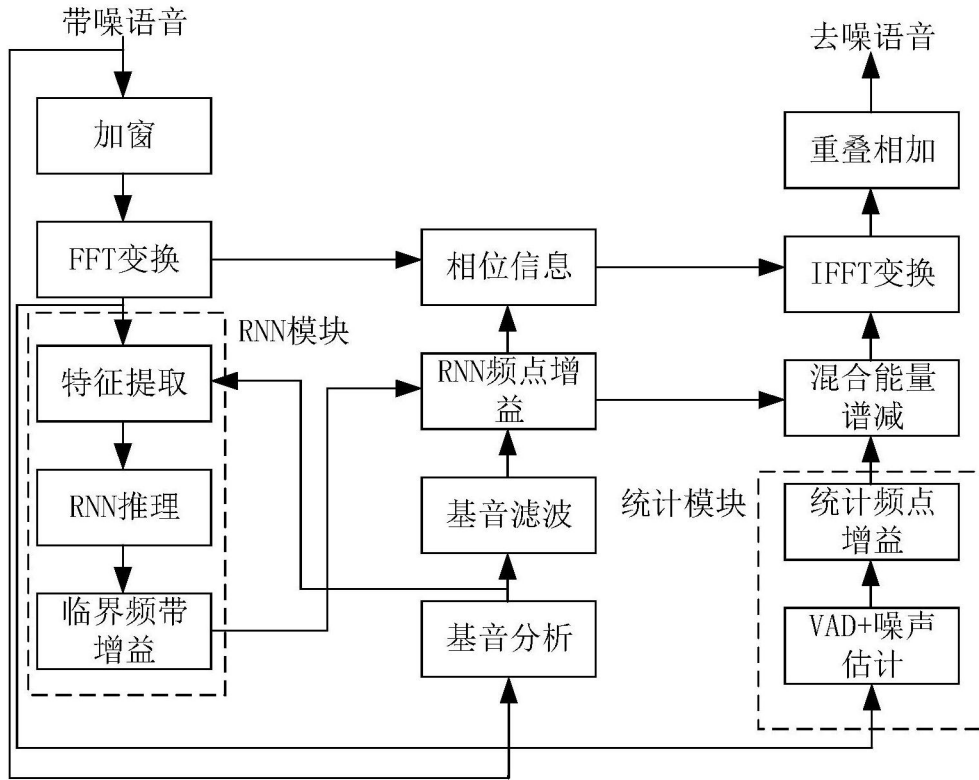 带噪语音
加窗
FFT变换
RNN模块
特征提取
RNN推理
临界频带
增益
相位信息
RNN频点增
益
基音滤波
基音分析
去噪语音
重叠相加
IFFT变换
混合能量
谱减
统计模块
统计频点
增益
VAD+噪声
估计